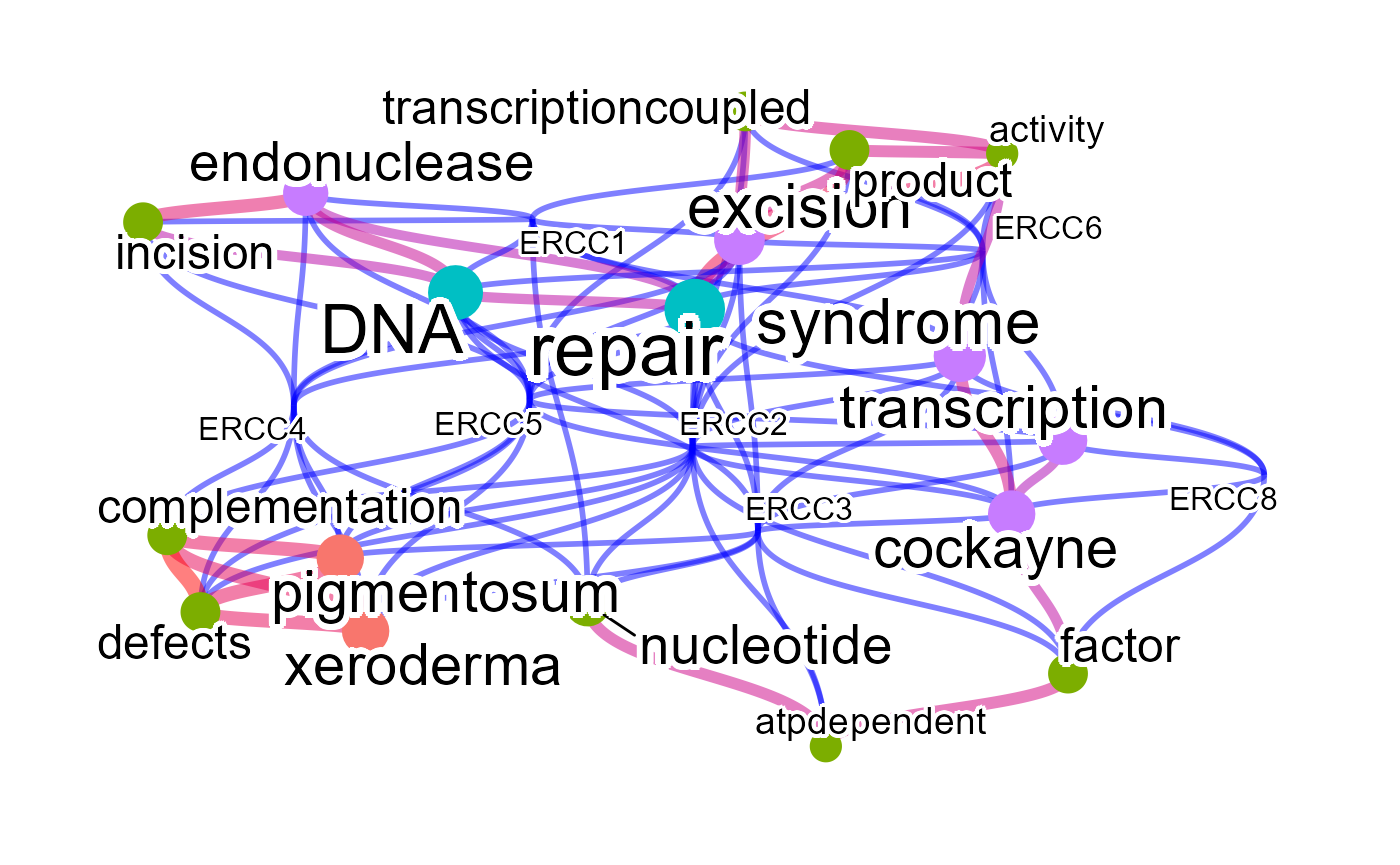 transcriptioncoupled
activity
endonuclease
product
excision
incision
ERCC1
ERCC6
DNA
repair
syndrome
transcription
ERCC4
ERCC5
ERCC2
ERCC8
complementation
ERCC3
cockayne
pigmentosum
defects
xeroderma
nucleotide
factor
atpdependent